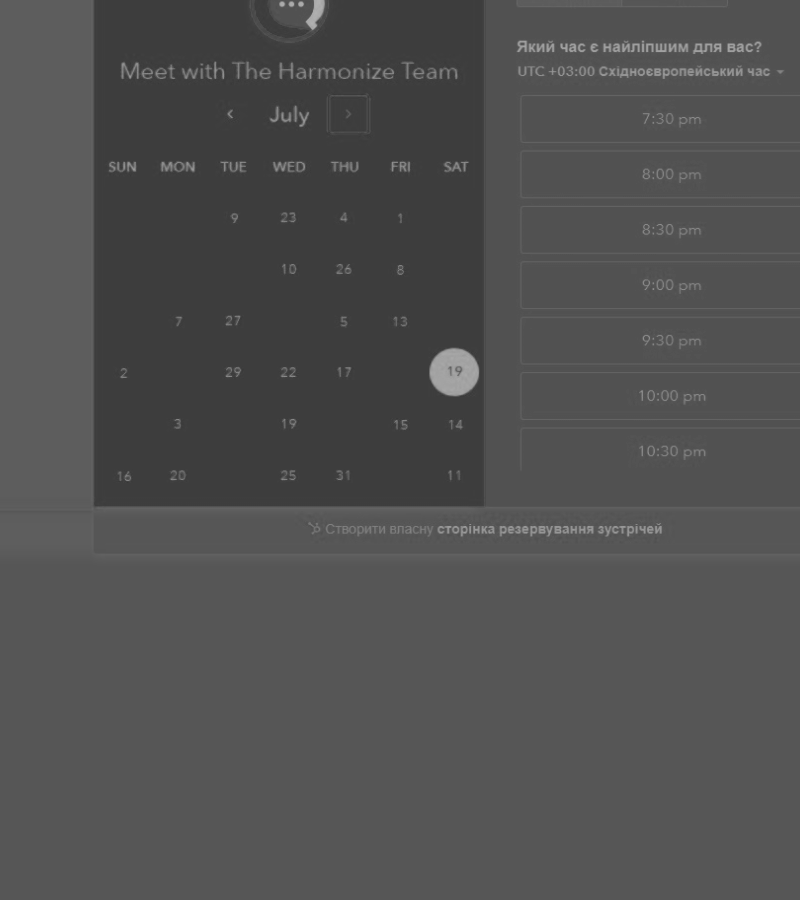 Meet with The Harmonize Team
‹ July ›
SUN MON TUE WED THU FRI SAT
9 23 4 1
10 26 8
7 27 5 13
2 29 22 17 19
3 19 15 14
16 20 25 31 11
Який час є найліпшим для вас?
UTC +03:00 Східноєвропейський час
7:30 pm
8:00 pm
8:30 pm
9:00 pm
9:30 pm
10:00 pm
10:30 pm
Створити власну сторінка резервування зустрічей